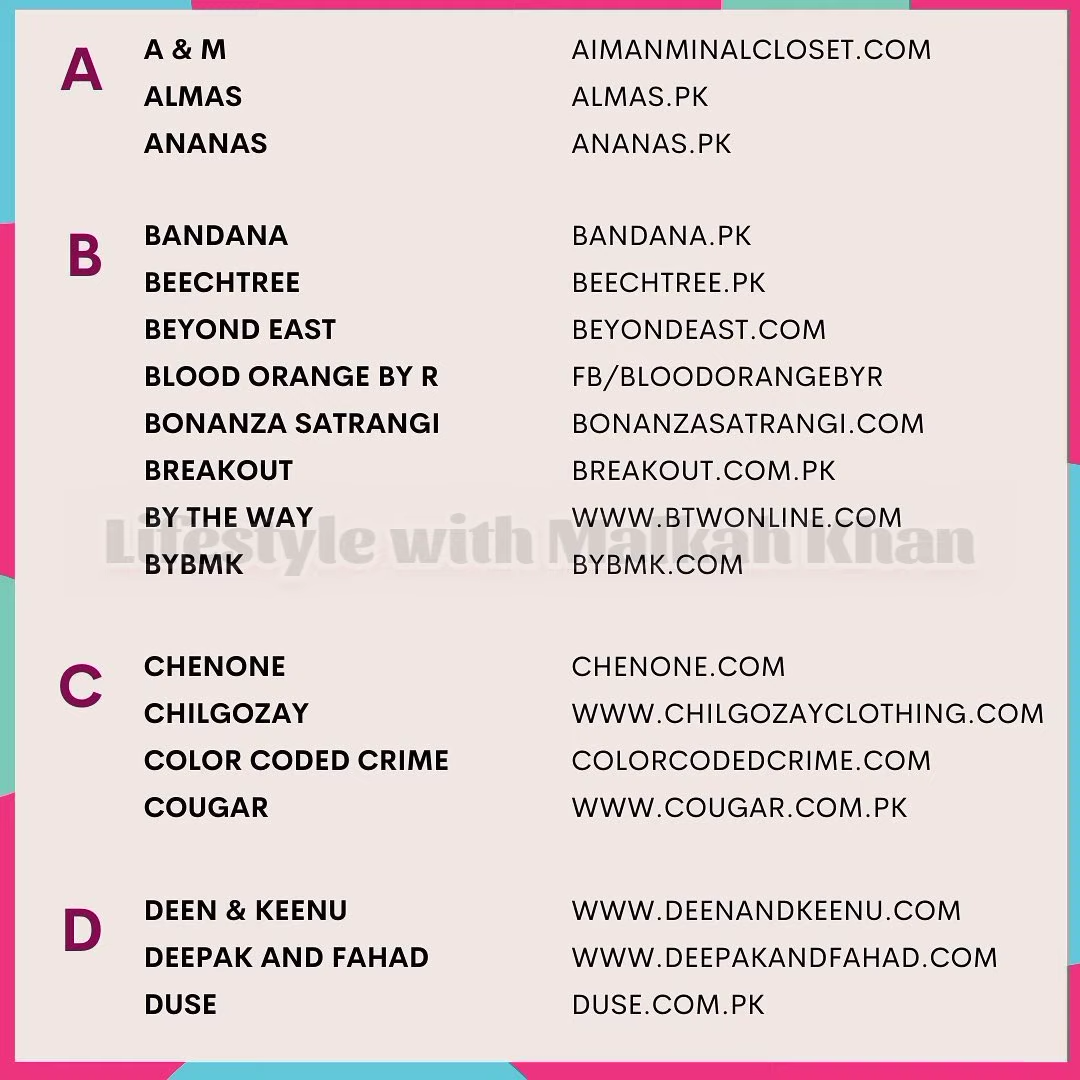 A
A & M AIMANMINALCLOSET.COM
ALMAS ALMAS.PK
ANANAS ANANAS.PK
B
BANDANA BANDANA.PK
BEECHTREE BEECHTREE.PK
BEYOND EAST BEYONDEAST.COM
BLOOD ORANGE BY R FB/BLOODORANGEBYR
BONANZA SATRANGI BONANZASATRANGI.COM
BREAKOUT BREAKOUT.COM.PK
BY THE WAY WWW.BTWONLINE.COM
Lifestyle with Malkah Khan
BYBMK BYBMK.COM
C
CHENONE CHENONE.COM
CHILGOZAY WWW.CHILGOZAYCLOTHING.COM
COLOR CODED CRIME COLORCODEDCRIME.COM
COUGAR WWW.COUGAR.COM.PK
D
DEEN & KEENU WWW.DEENANDKEENU.COM
DEEPAK AND FAHAD WWW.DEEPAKANDFAHAD.COM
DUSE DUSE.COM.PK